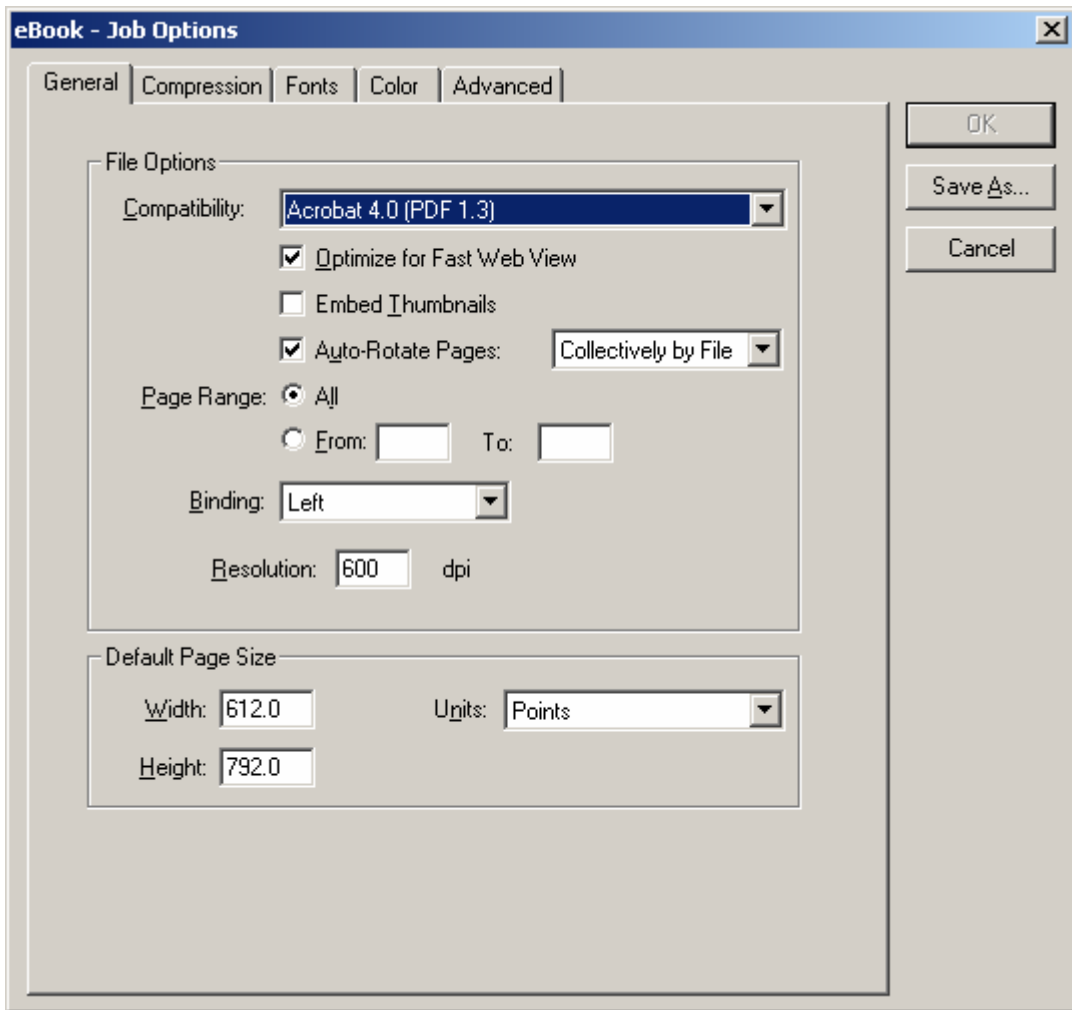 eBook - Job Options
General Compression Fonts Color Advanced
OK
File Options
Save As...
Compatibility: Acrobat 4.0 (PDF 1.3)
Cancel
Optimize for Fast Web View
Embed Thumbnails
Auto-Rotate Pages: Collectively by File
Page Range: All
From: To:
Binding: Left
Resolution: 600 dpi
Default Page Size
Width: 612.0 Units: Points
Height: 792.0